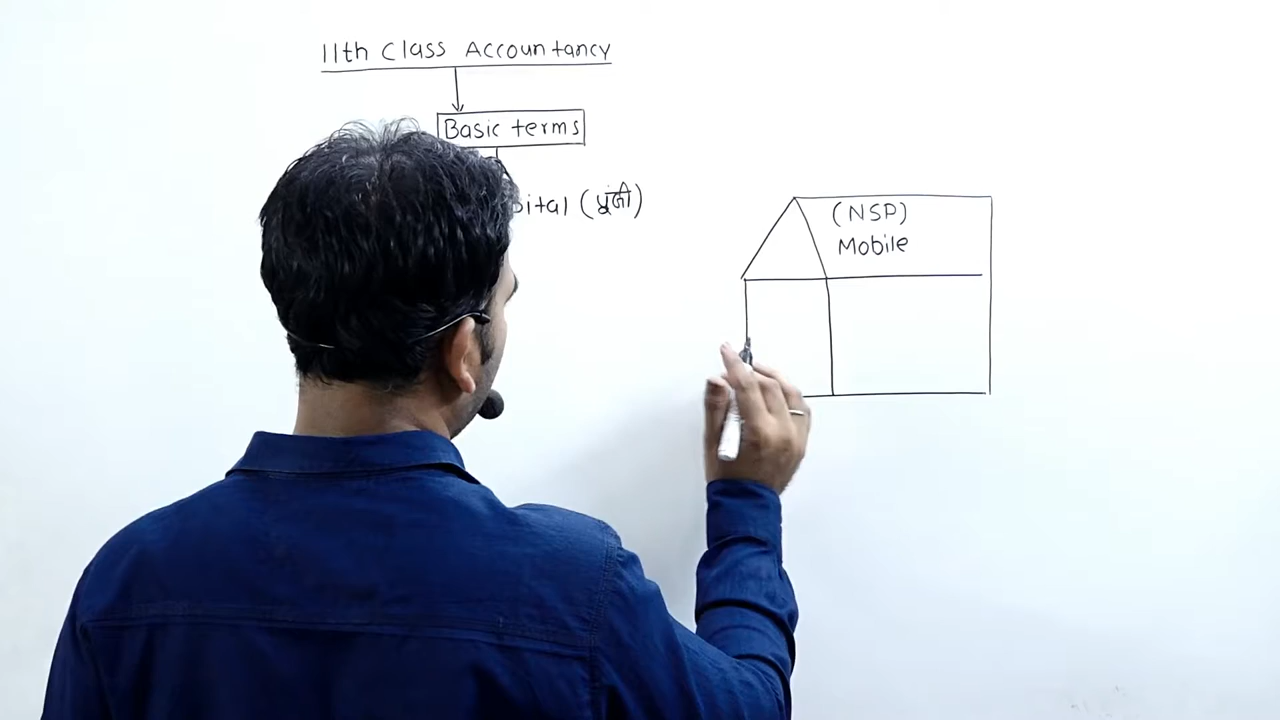 11th Class Accountancy
Basic terms
pital (पूंजी)
(NSP)
Mobile